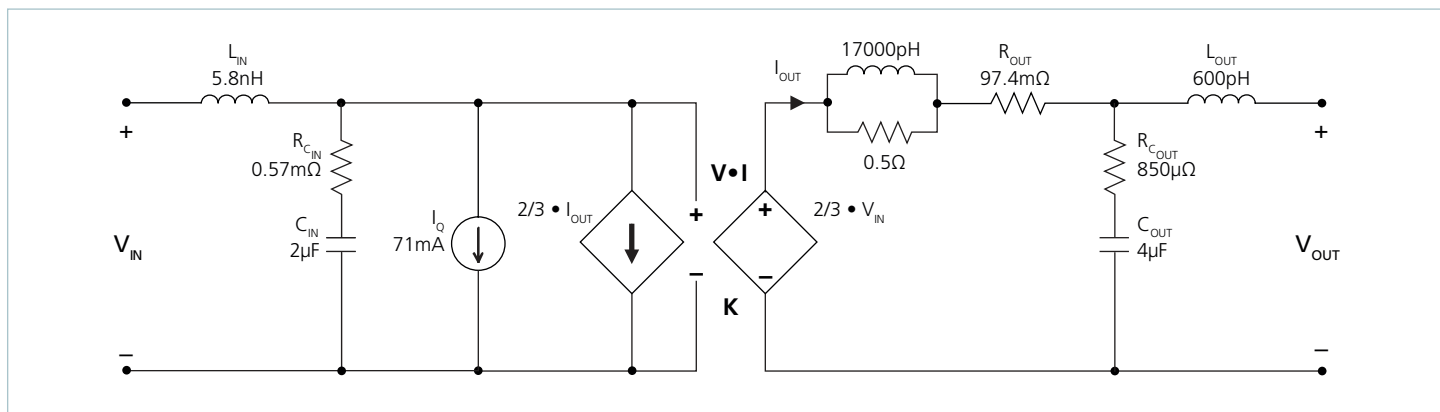 L_IN
5.8nH
+
R_C_IN
0.57mΩ
C_IN
2µF
V_IN
–
I_Q
71mA
2/3 • I_OUT
+
–
V•I
K
2/3 • V_IN
+
–
I_OUT
17000pH
0.5Ω
R_OUT
97.4mΩ
R_C_OUT
850µΩ
C_OUT
4µF
L_OUT
600pH
+
V_OUT
–